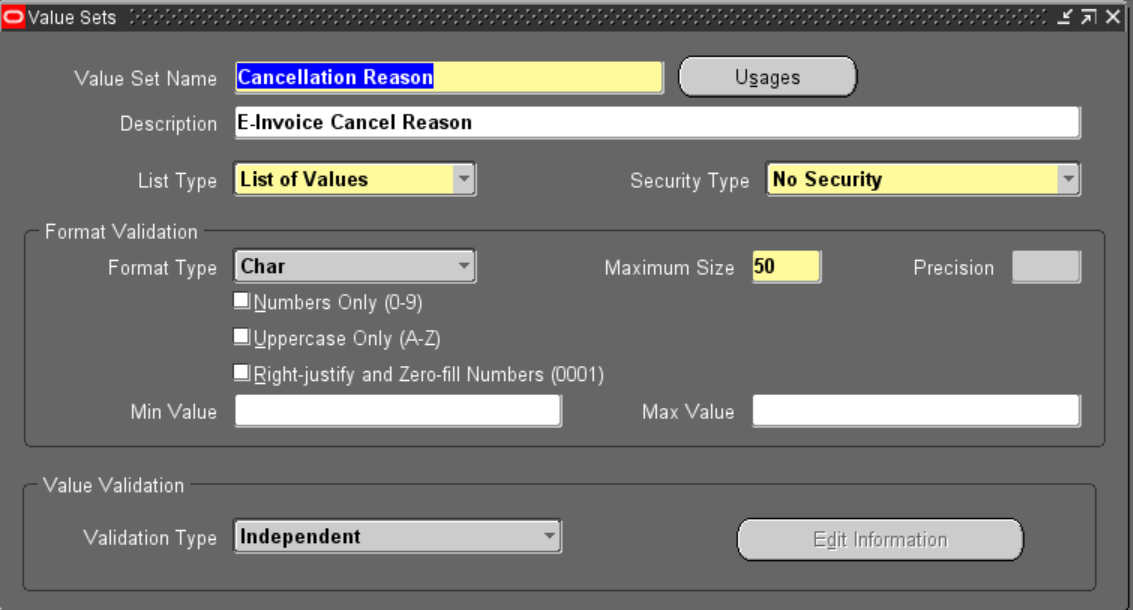 Value Sets
Value Set Name Cancellation Reason Usages
Description E-Invoice Cancel Reason
List Type List of Values Security Type No Security
Format Validation
Format Type Char Maximum Size 50 Precision
Numbers Only (0-9)
Uppercase Only (A-Z)
Right-justify and Zero-fill Numbers (0001)
Min Value Max Value
Value Validation
Validation Type Independent Edit Information